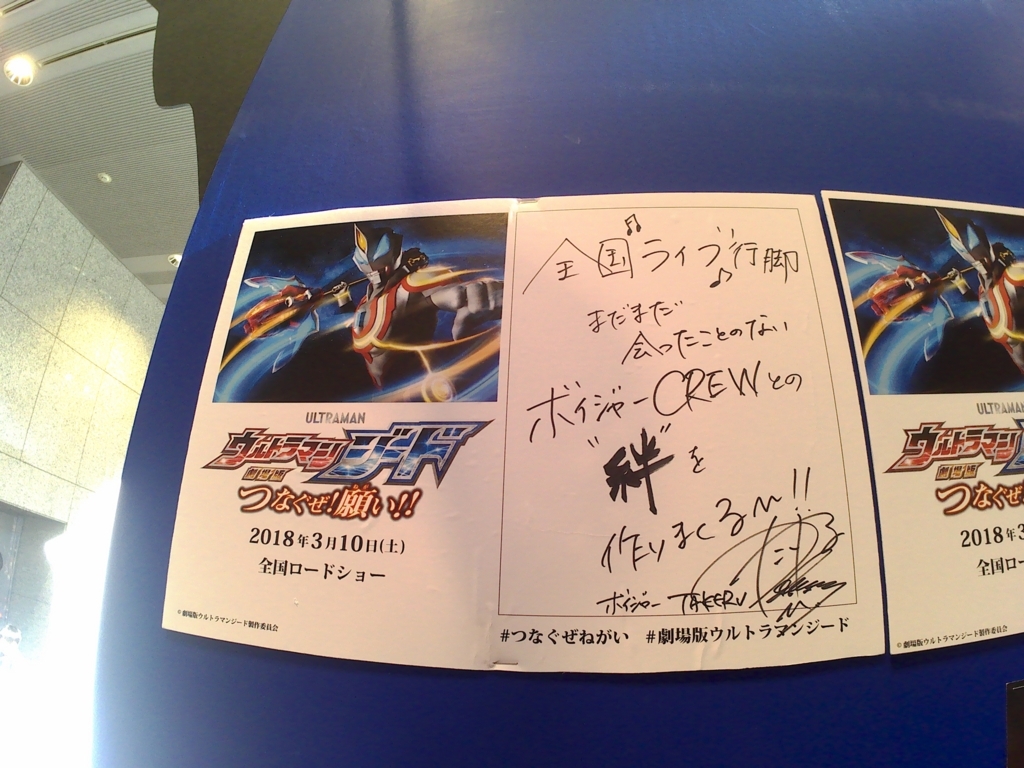 ULTRAMAN
ウルトラマンジード
劇場版
つなぐぜ!願い!!
2018年3月10日(土)
全国ロードショー
©劇場版ウルトラマンジード製作委員会
全国ライブ行脚
まだまだ
会ったことのない
ボイジャーCREWとの
"絆"を
作りまくるぜ!!
ボイジャー TAKERU
#つなぐぜねがい #劇場版ウルトラマンジード
ULTRAMAN
ウルトラマン
劇場版
つなぐぜ
2018年3
全国ロー
©劇場版ウルトラマンジード製作委員会